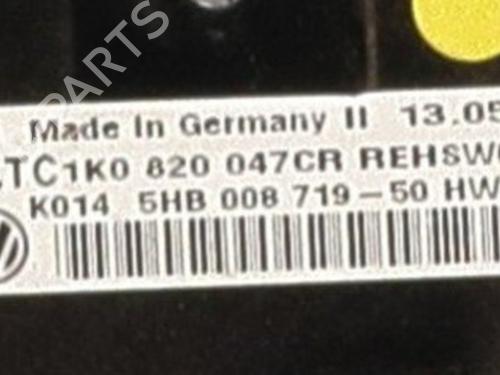 PARTS
Made In Germany II 13.05
TC1K0 820 047CR REHSW
K014 5HB 008 719-50 HW